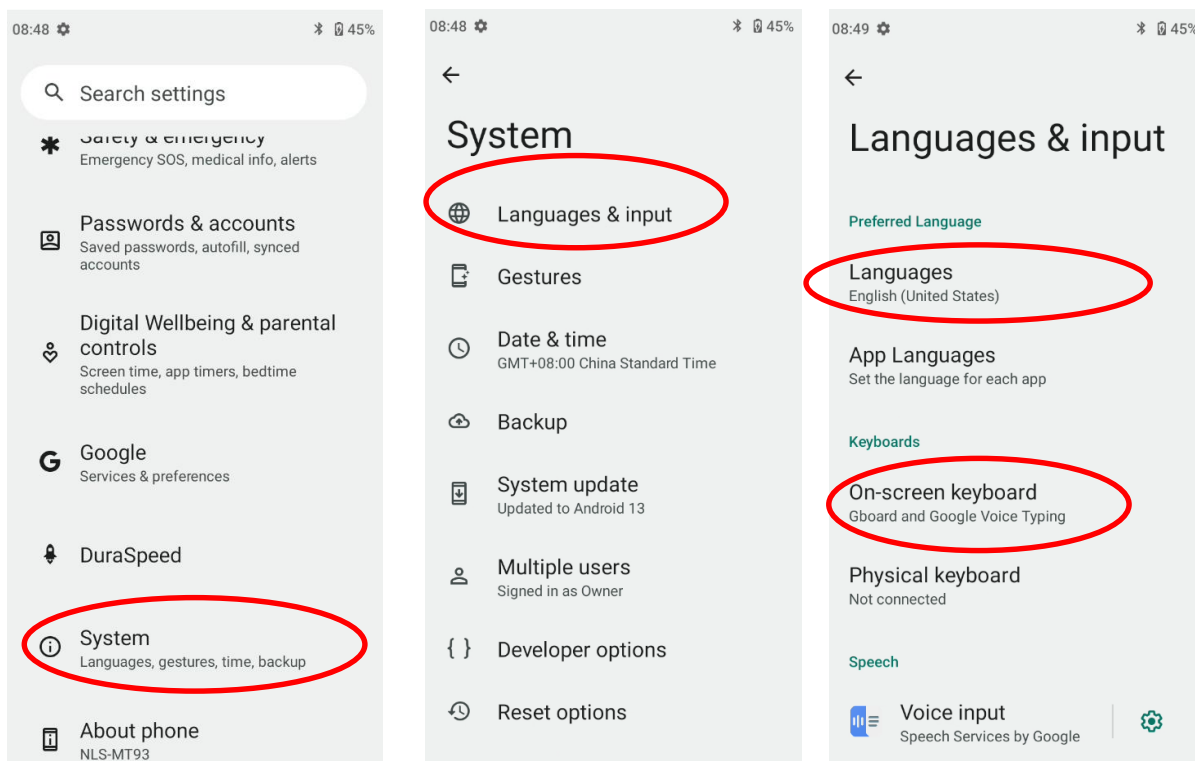 08:48 45%
Search settings
Safety & emergency
Emergency SOS, medical info, alerts
Passwords & accounts
Saved passwords, autofill, synced
accounts
Digital Wellbeing & parental
controls
Screen time, app timers, bedtime
schedules
Google
Services & preferences
DuraSpeed
System
Languages, gestures, time, backup
About phone
NLS-MT93
08:48 45%
System
Languages & input
Gestures
Date & time
GMT+08:00 China Standard Time
Backup
System update
Updated to Android 13
Multiple users
Signed in as Owner
Developer options
Reset options
08:49 45%
Languages & input
Preferred Language
Languages
English (United States)
App Languages
Set the language for each app
Keyboards
On-screen keyboard
Gboard and Google Voice Typing
Physical keyboard
Not connected
Speech
Voice input
Speech Services by Google